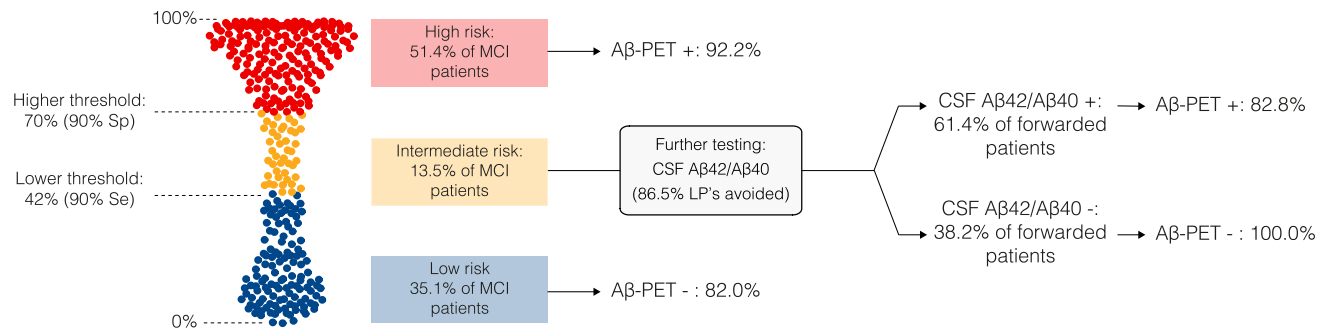 100%
Higher threshold:
70% (90% Sp)
Lower threshold:
42% (90% Se)
0%
High risk:
51.4% of MCI
patients
Aβ-PET +: 92.2%
Intermediate risk:
13.5% of MCI
patients
Further testing:
CSF Aβ42/Aβ40
(86.5% LP's avoided)
CSF Aβ42/Aβ40 +:
61.4% of forwarded
patients
Aβ-PET +: 82.8%
CSF Aβ42/Aβ40 -:
38.2% of forwarded
patients
Aβ-PET - : 100.0%
Low risk
35.1% of MCI
patients
Aβ-PET - : 82.0%